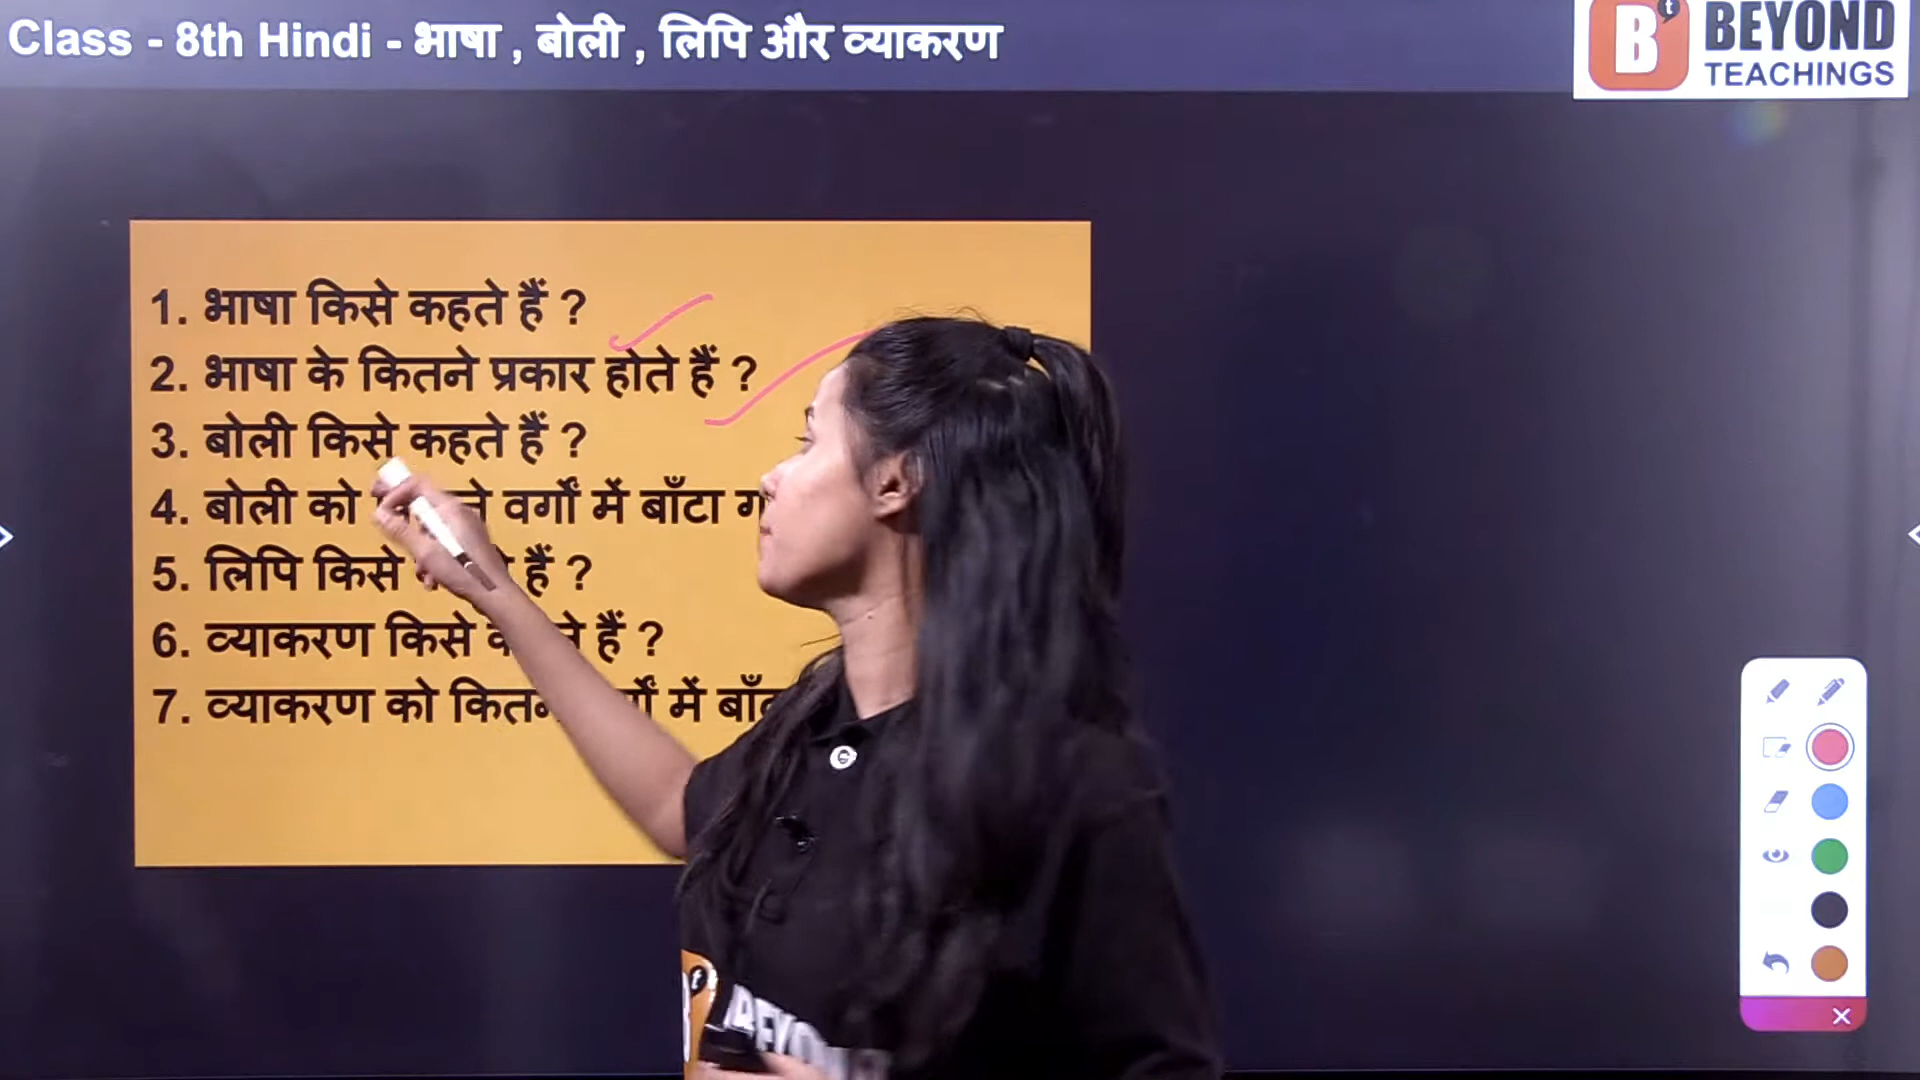 Class - 8th Hindi - भाषा , बोली , लिपि और व्याकरण
BEYOND
TEACHINGS
1. भाषा किसे कहते हैं ?
2. भाषा के कितने प्रकार होते हैं ?
3. बोली किसे कहते हैं ?
4. बोली को वर्गों में बाँटा
5. लिपि किसे हैं ?
6. व्याकरण किसे हैं ?
7. व्याकरण को में